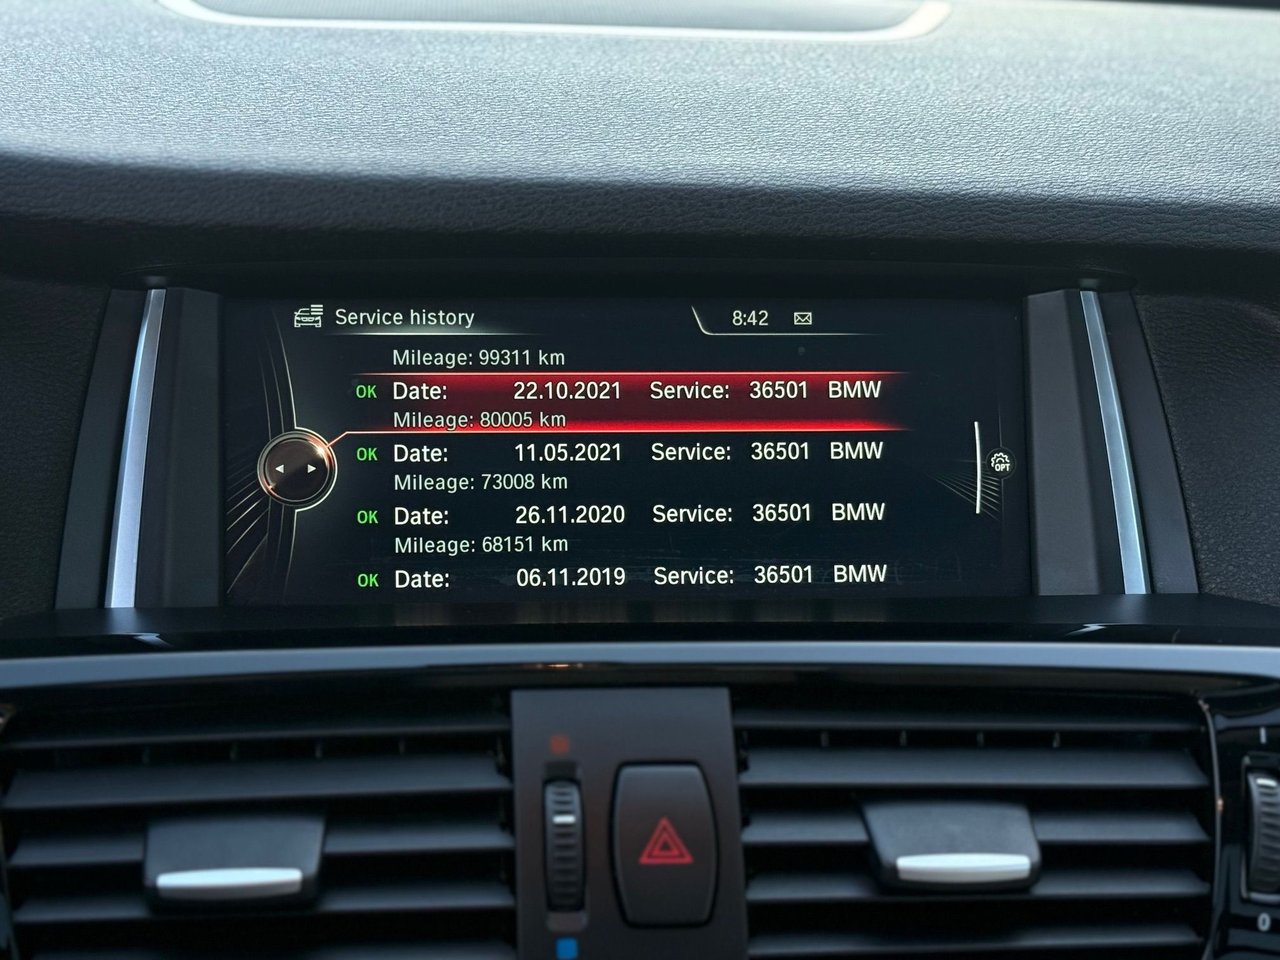 Service history 8:42
Mileage: 99311 km
OK Date: 22.10.2021 Service: 36501 BMW
Mileage: 80005 km
OK Date: 11.05.2021 Service: 36501 BMW
Mileage: 73008 km
OPT
OK Date: 26.11.2020 Service: 36501 BMW
Mileage: 68151 km
OK Date: 06.11.2019 Service: 36501 BMW
0